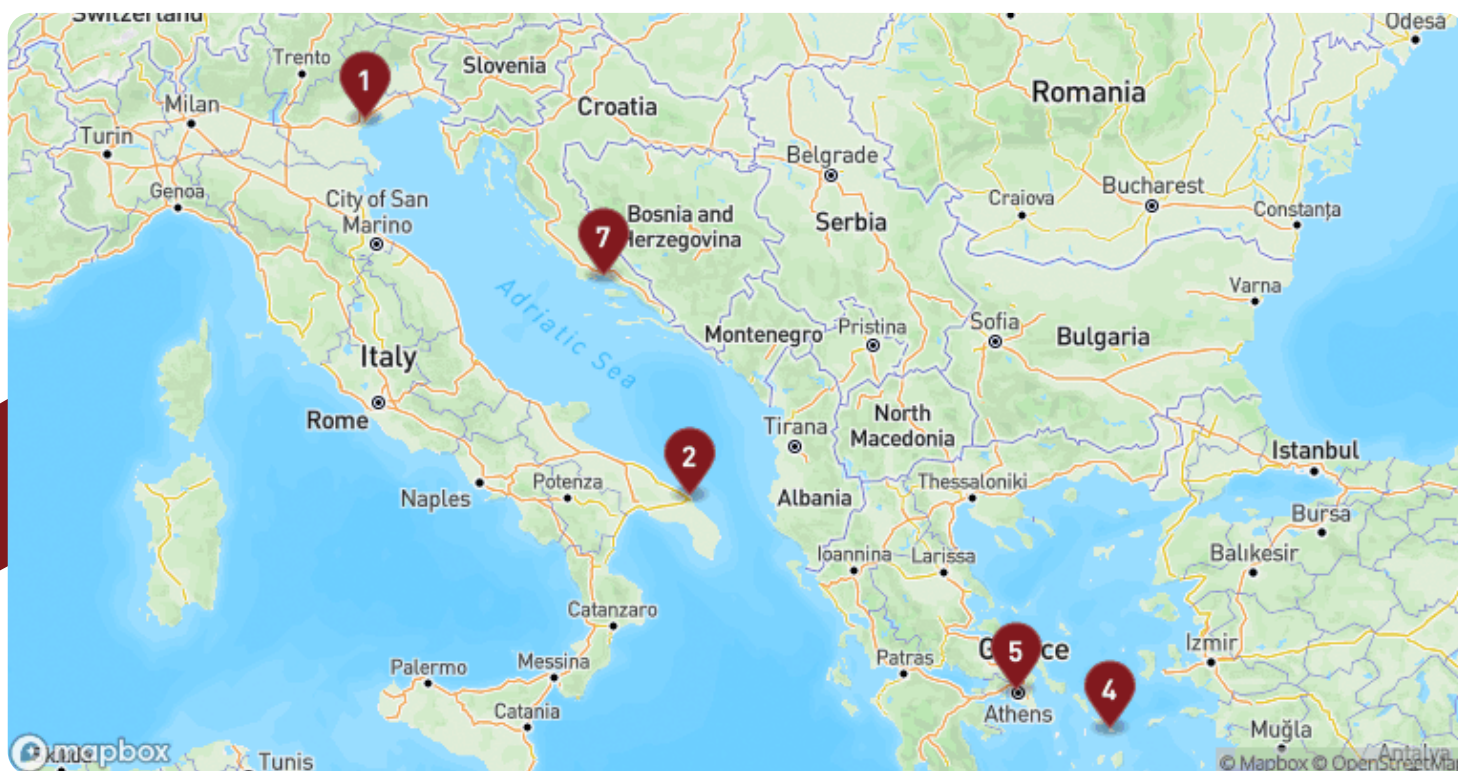 Switzerland
Odesa
Trento
1
Slovenia
Milan
Croatia
Romania
Turin
Belgrade
Genoa
City of San
Marino
Craiova
Bucharest
Constanța
7
Bosnia and
Herzegovina
Serbia
Adriatic Sea
Varna
Montenegro
Pristina
Sofia
Bulgaria
Italy
Rome
North
Macedonia
Tirana
2
Istanbul
Naples
Potenza
Albania
Thessaloniki
Bursa
Ioannina
Larissa
Balıkesir
Catanzaro
5
Izmir
Palermo
Messina
Patras
4
Catania
Athens
Muğla
mapbox
Tunis
Antalya
© Mapbox © OpenStreetMap